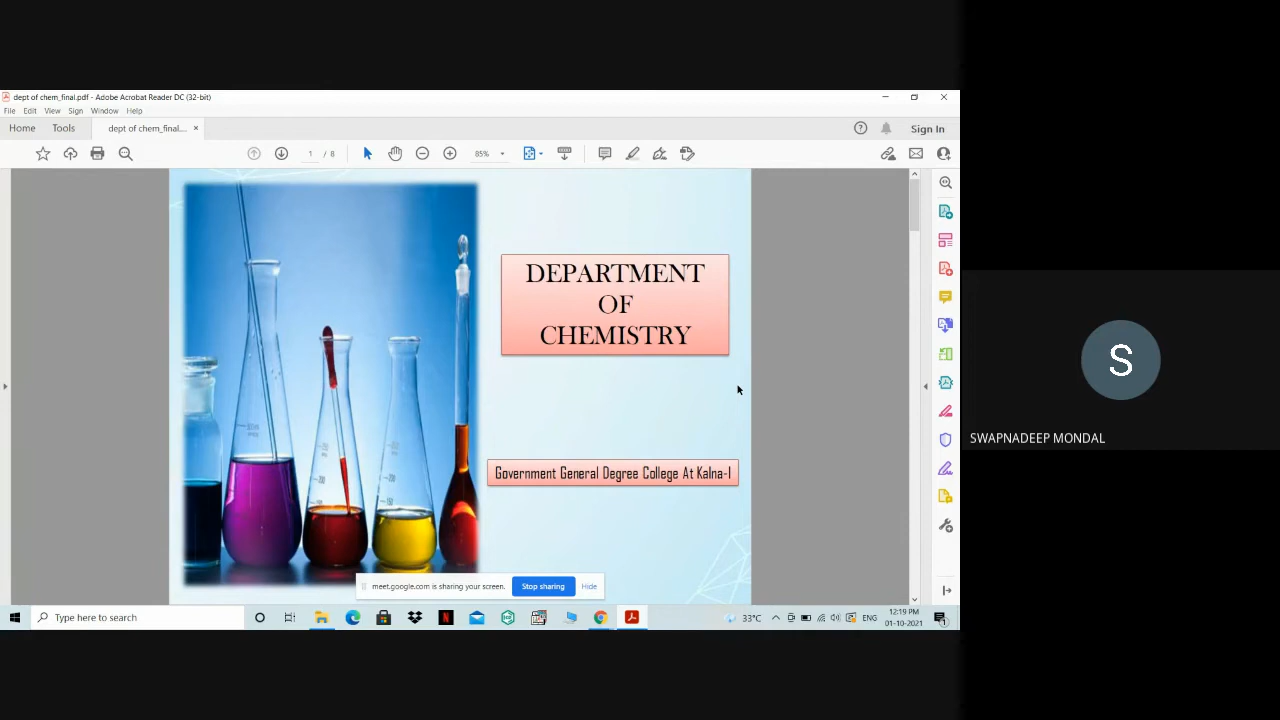 dept of chem_final.pdf - Adobe Acrobat Reader DC (32-bit)
File Edit View Sign Window Help
Home Tools dept of chem_final... ×
Sign In
1 / 8
85%
DEPARTMENT
OF
CHEMISTRY
Government General Degree College At Kalna-I
meet.google.com is sharing your screen. Stop sharing Hide
Type here to search
33°C
ENG
12:19 PM
01-10-2021
S
SWAPNADEEP MONDAL